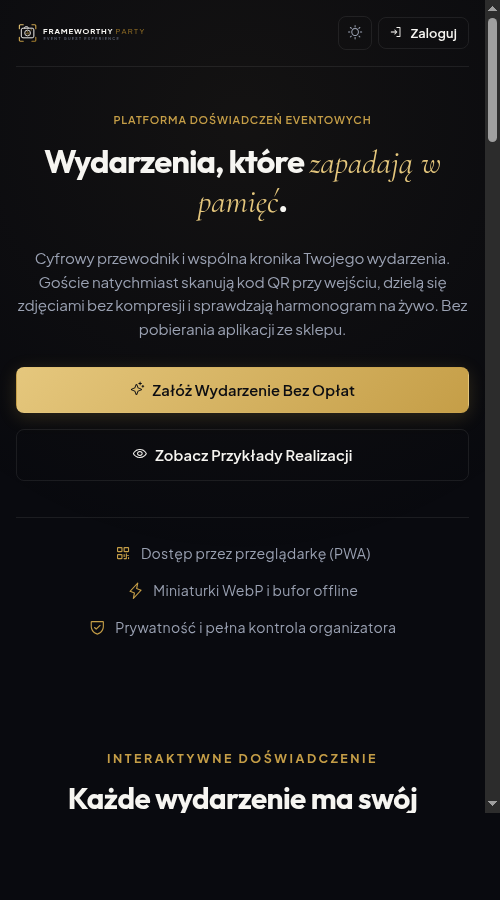 FRAMEWORTHY PARTY
EVENT GUEST EXPERIENCE
Zaloguj
PLATFORMA DOŚWIADCZEŃ EVENTOWYCH
Wydarzenia, które zapadają w
pamięć.
Cyfrowy przewodnik i wspólna kronika Twojego wydarzenia.
Goście natychmiast skanują kod QR przy wejściu, dzielą się
zdjęciami bez kompresji i sprawdzają harmonogram na żywo. Bez
pobierania aplikacji ze sklepu.
Załóż Wydarzenie Bez Opłat
Zobacz Przykłady Realizacji
Dostęp przez przeglądarkę (PWA)
Miniaturki WebP i bufor offline
Prywatność i pełna kontrola organizatora
INTERAKTYWNE DOŚWIADCZENIE
Każde wydarzenie ma swój